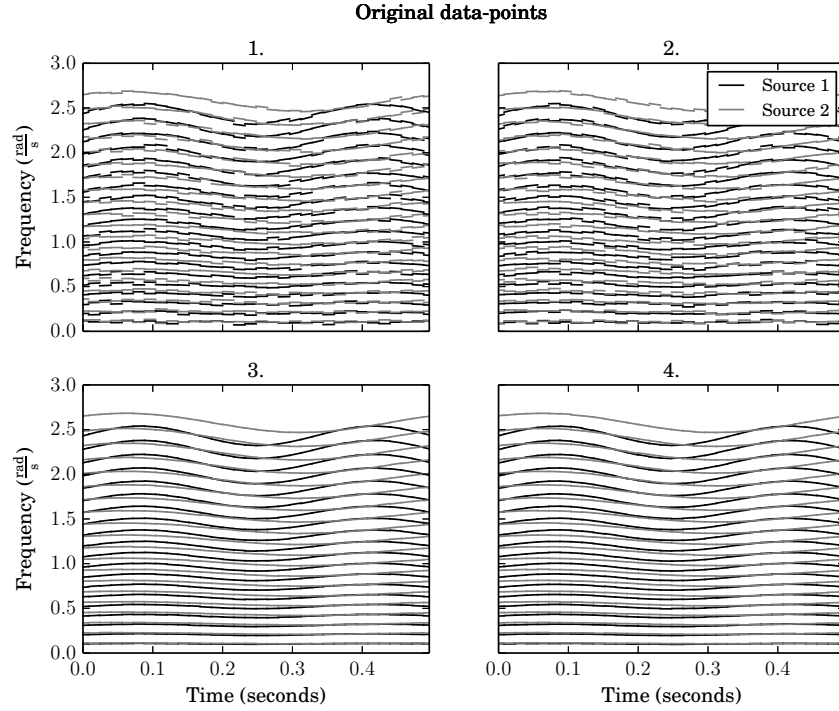 Original data-points
1.
2.
3.0
2.5
2.0
1.5
1.0
0.5
0.0
Frequency (rad/s)
Source 1
Source 2
3.
4.
3.0
2.5
2.0
1.5
1.0
0.5
0.0
Frequency (rad/s)
0.0 0.1 0.2 0.3 0.4
0.0 0.1 0.2 0.3 0.4
Time (seconds)
Time (seconds)